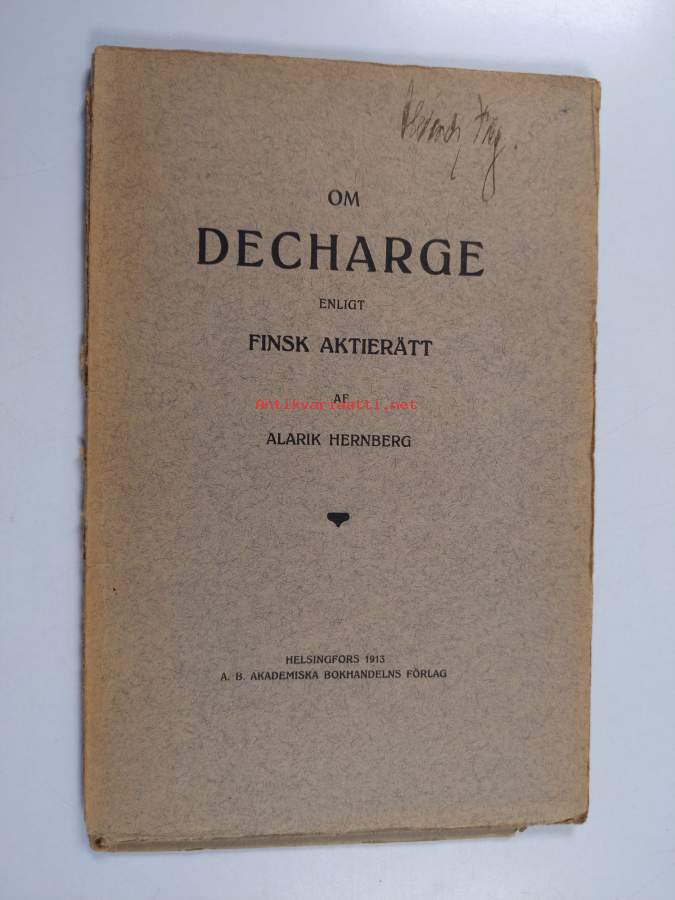 OM
DECHARGE
ENLIGT
FINSK AKTIERÄTT
AF
Antikvariaatti.net
ALARIK HERNBERG
HELSINGFORS 1913
A. B. AKADEMISKA BOKHANDELNS FÖRLAG